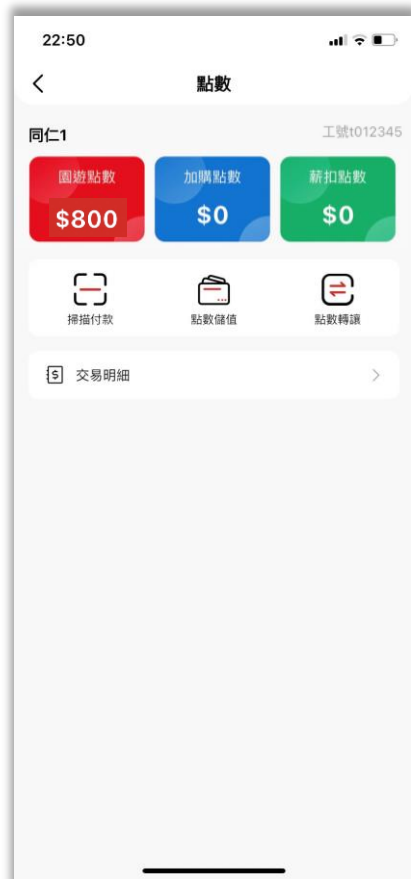 22:50
點數
同仁1
工號t012345
園遊點數
加購點數
薪扣點數
$800
$0
$0
掃描付款
點數儲值
點數轉讓
交易明細